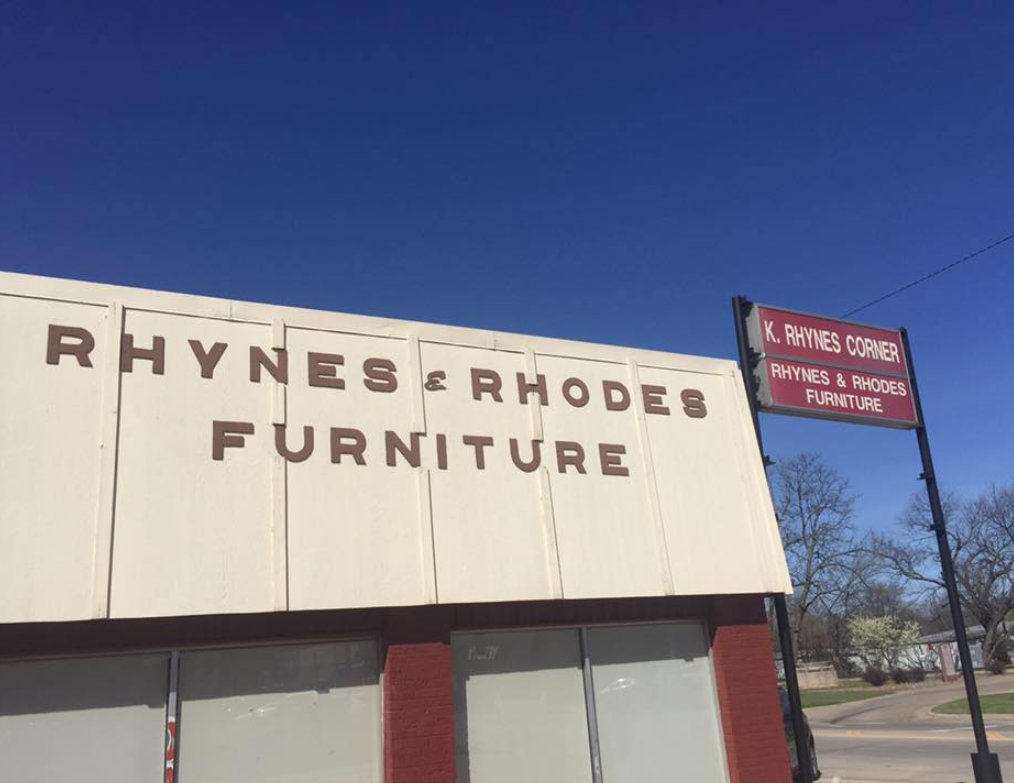 RHYNES & RHODES
FURNITURE
K. RHYNES CORNER
RHYNES & RHODES
FURNITURE